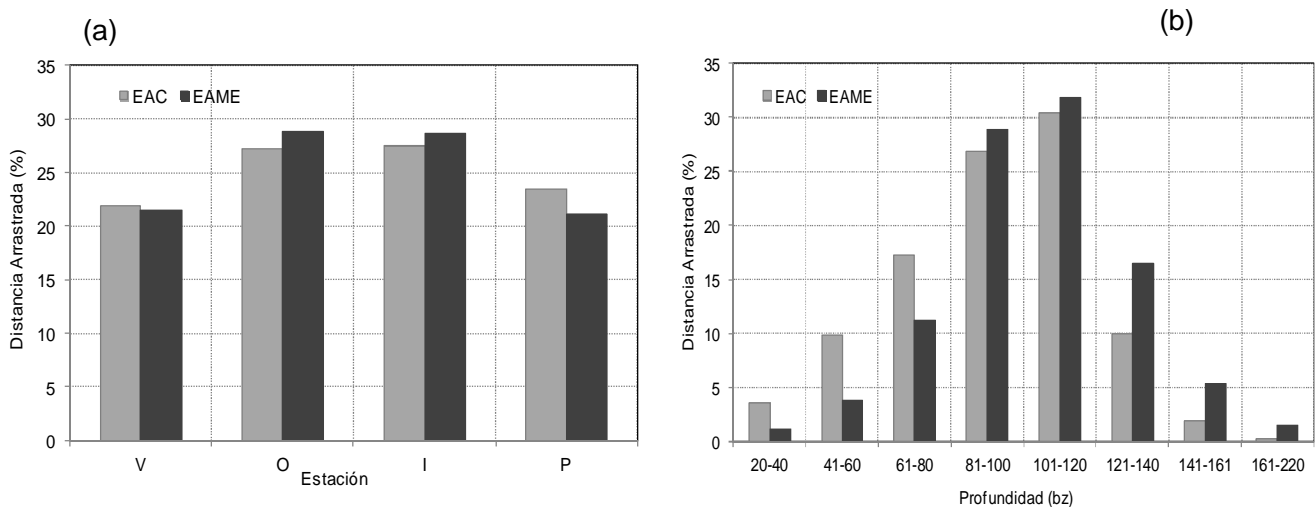 (a)
Distancia Arrastrada (%)
35
30
25
20
15
10
5
0
EAC EAME
V O I P
Estación
(b)
Distancia Arrastrada (%)
35
30
25
20
15
10
5
0
EAC EAME
20-40 41-60 61-80 81-100 101-120 121-140 141-161 161-220
Profundidad (bz)